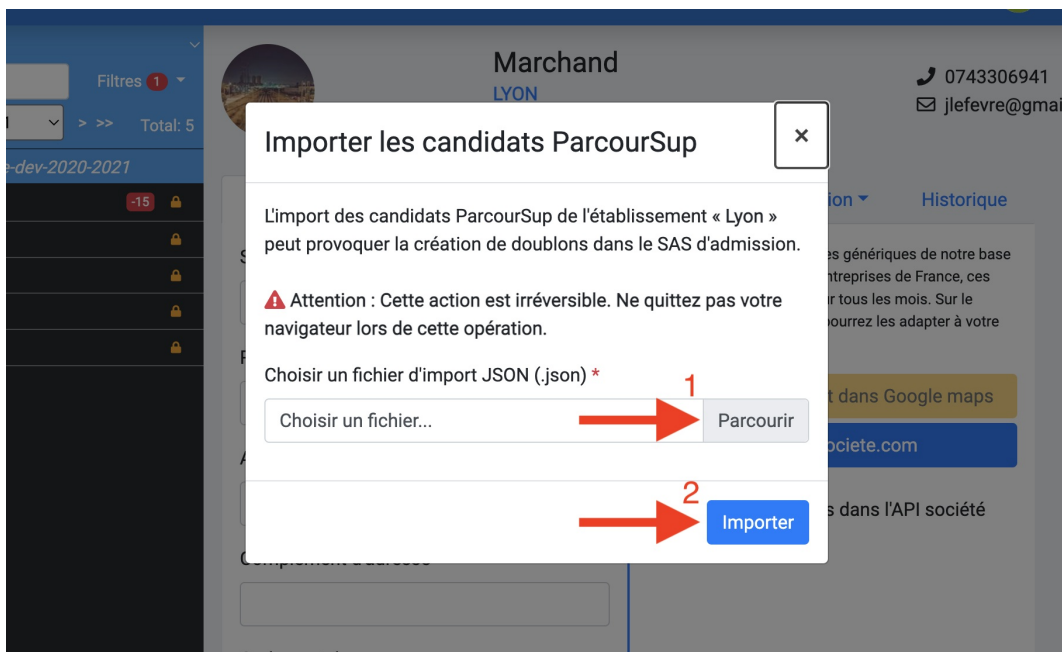 Filtres 1
> >> Total: 5
e-dev-2020-2021
-15
Marchand
LYON
0743306941
jlefevre@gmai
Historique
Importer les candidats ParcourSup
×
L'import des candidats ParcourSup de l'établissement « Lyon »
peut provoquer la création de doublons dans le SAS d'admission.
Attention : Cette action est irréversible. Ne quittez pas votre
navigateur lors de cette opération.
Choisir un fichier d'import JSON (.json) *
1
Choisir un fichier...
Parcourir
2
Importer
es génériques de notre base
ntreprises de France, ces
r tous les mois. Sur le
pourrez les adapter à votre
t dans Google maps
ociete.com
s dans l'API société